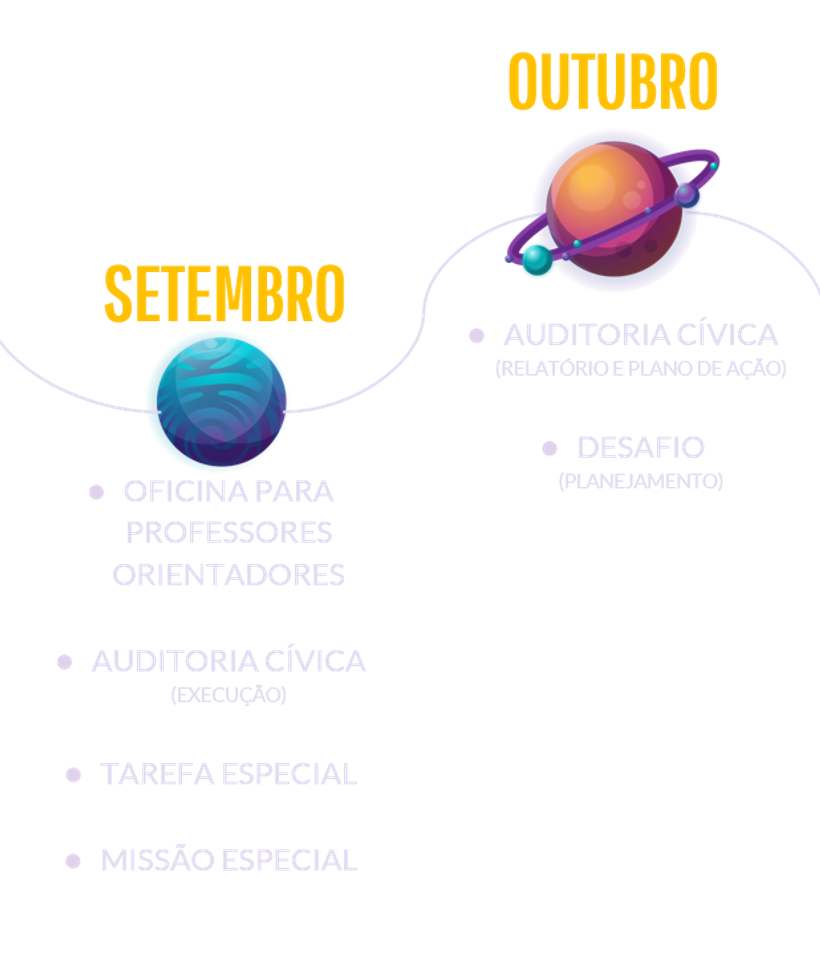 OUTUBRO
AUDITORIA CÍVICA
(RELATÓRIO E PLANO DE AÇÃO)
DESAFIO
(PLANEJAMENTO)
SETEMBRO
OFICINA PARA
PROFESSORES
ORIENTADORES
AUDITORIA CÍVICA
(EXECUÇÃO)
TAREFA ESPECIAL
MISSÃO ESPECIAL